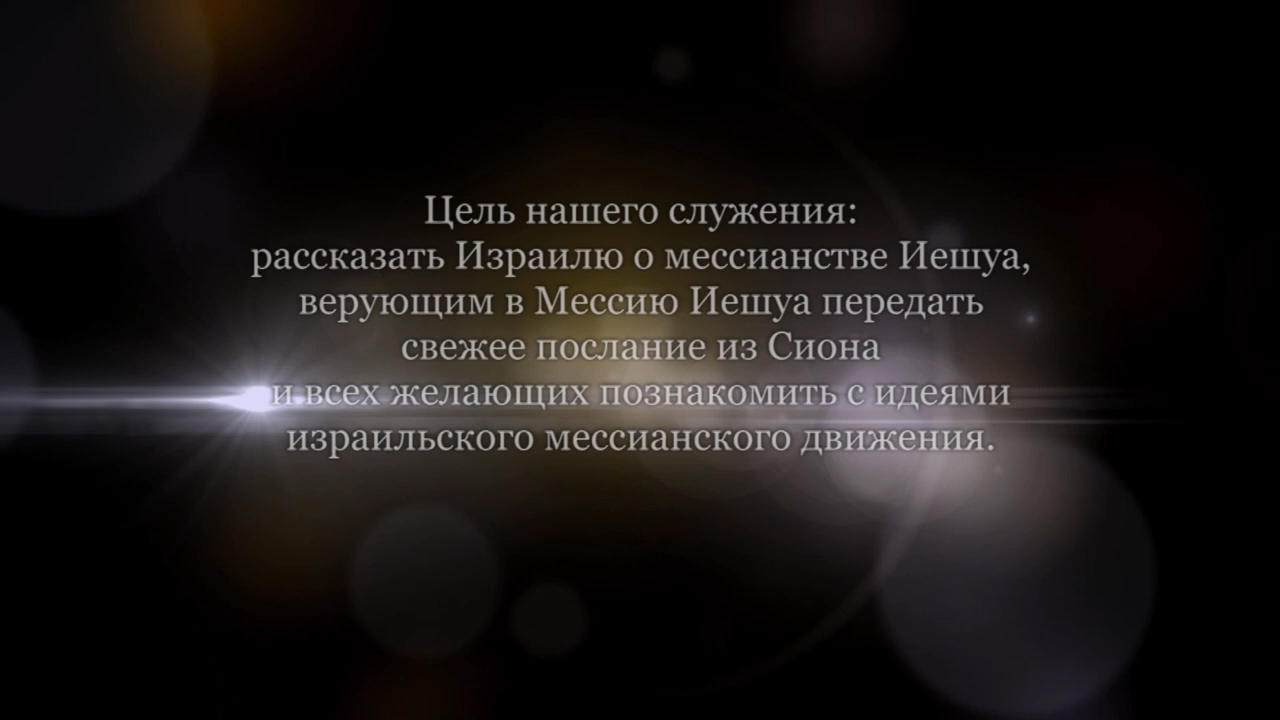 Цель нашего служения:
рассказать Израилю о мессианстве Иешуа,
верующим в Мессию Иешуа передать
свежее послание из Сиона
и всех желающих познакомить с идеями
израильского мессианского движения.